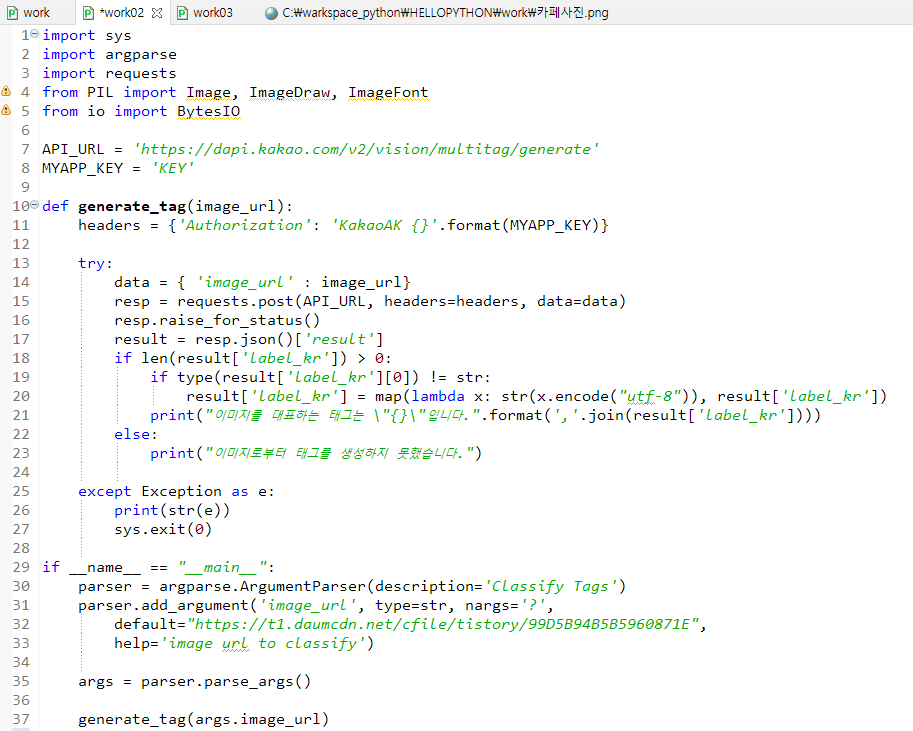 work *work02 work03 C:₩warkspace_python₩HELLOPYTHON₩work₩카페사진.png
1 import sys
2 import argparse
3 import requests
4 from PIL import Image, ImageDraw, ImageFont
5 from io import BytesIO
6
7 API_URL = 'https://dapi.kakao.com/v2/vision/multitag/generate'
8 MYAPP_KEY = 'KEY'
9
10 def generate_tag(image_url):
11     headers = {'Authorization': 'KakaoAK {}'.format(MYAPP_KEY)}
12
13     try:
14         data = { 'image_url' : image_url}
15         resp = requests.post(API_URL, headers=headers, data=data)
16         resp.raise_for_status()
17         result = resp.json()['result']
18         if len(result['label_kr']) > 0:
19             if type(result['label_kr'][0]) != str:
20                 result['label_kr'] = map(lambda x: str(x.encode("utf-8")), result['label_kr'])
21             print("이미지를 대표하는 태그는 \"{}\"입니다.".format(','.join(result['label_kr'])))
22         else:
23             print("이미지로부터 태그를 생성하지 못했습니다.")
24
25     except Exception as e:
26         print(str(e))
27         sys.exit(0)
28
29 if __name__ == "__main__":
30     parser = argparse.ArgumentParser(description='Classify Tags')
31     parser.add_argument('image_url', type=str, nargs='?',
32         default="https://t1.daumcdn.net/cfile/tistory/99D5B94B5B5960871E",
33         help='image url to classify')
34
35     args = parser.parse_args()
36
37     generate_tag(args.image_url)